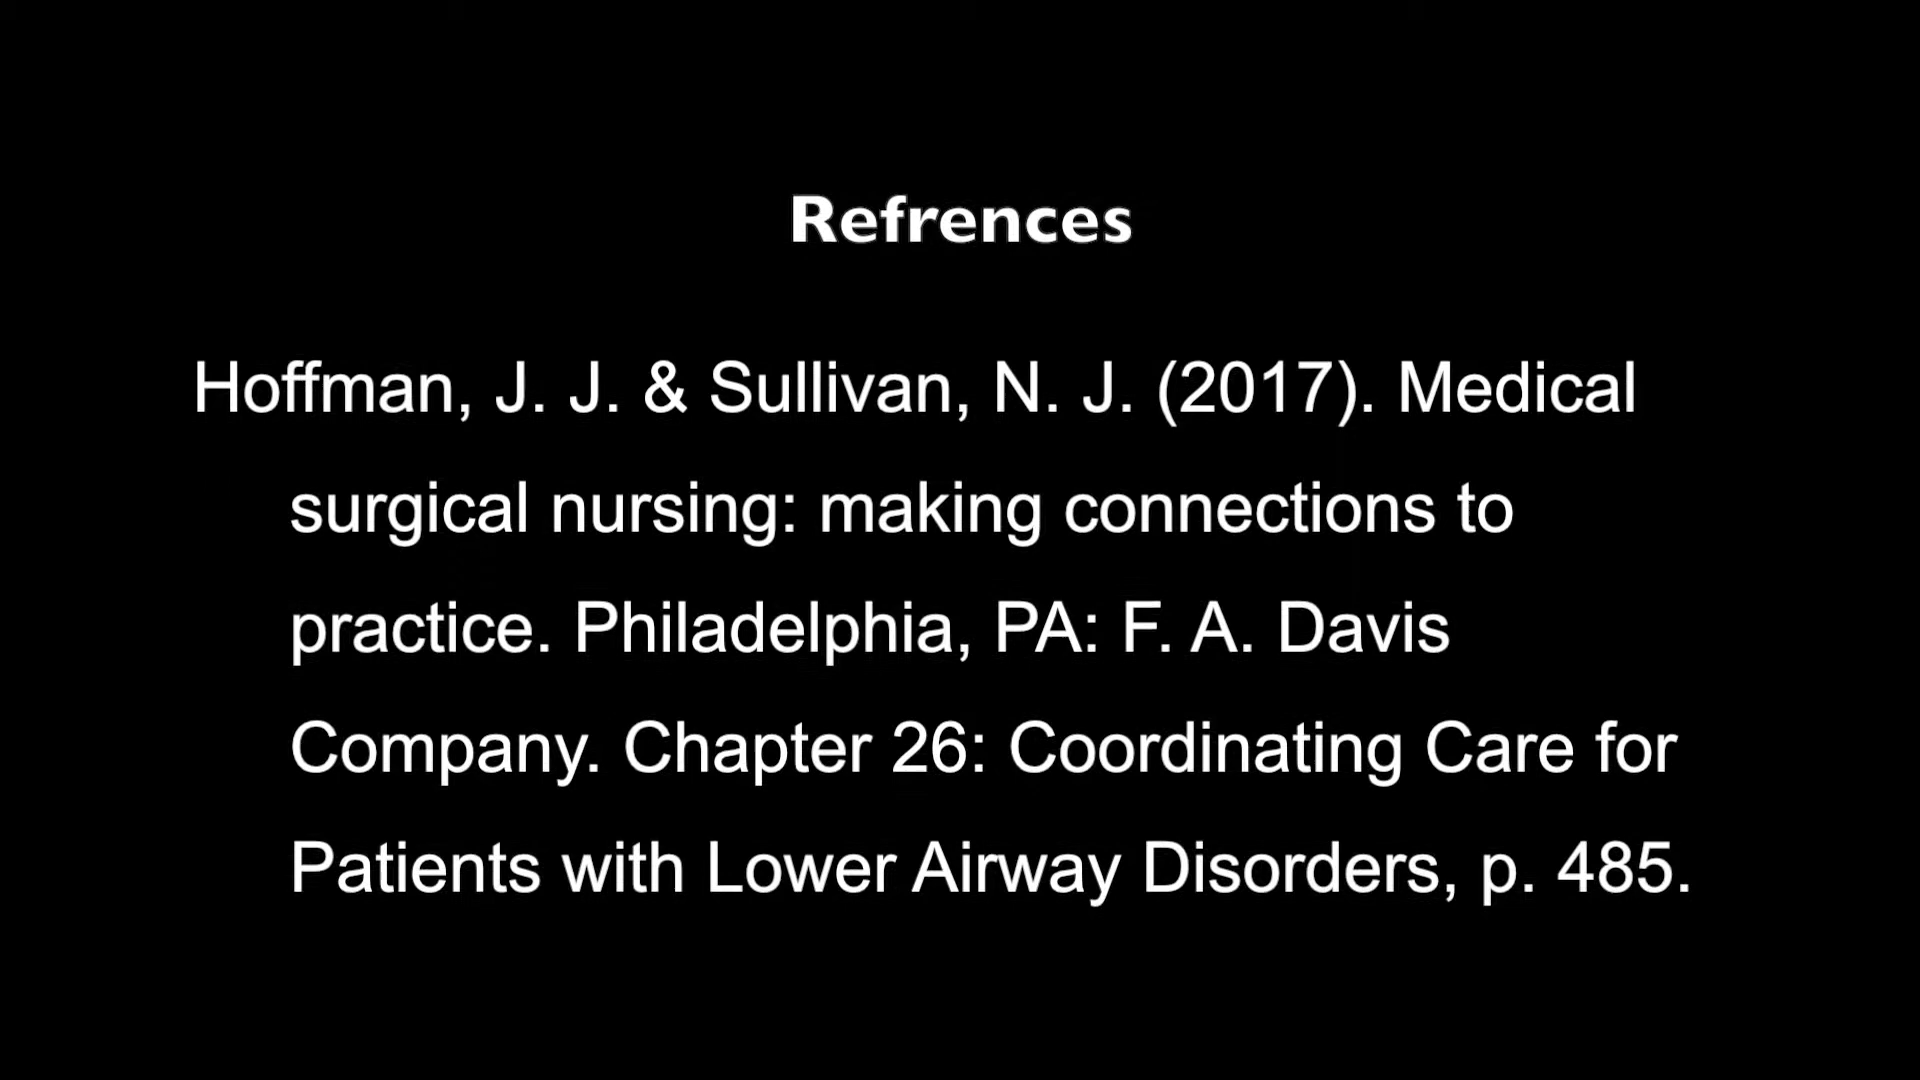 Refrences
Hoffman, J. J. & Sullivan, N. J. (2017). Medical
surgical nursing: making connections to
practice. Philadelphia, PA: F. A. Davis
Company. Chapter 26: Coordinating Care for
Patients with Lower Airway Disorders, p. 485.